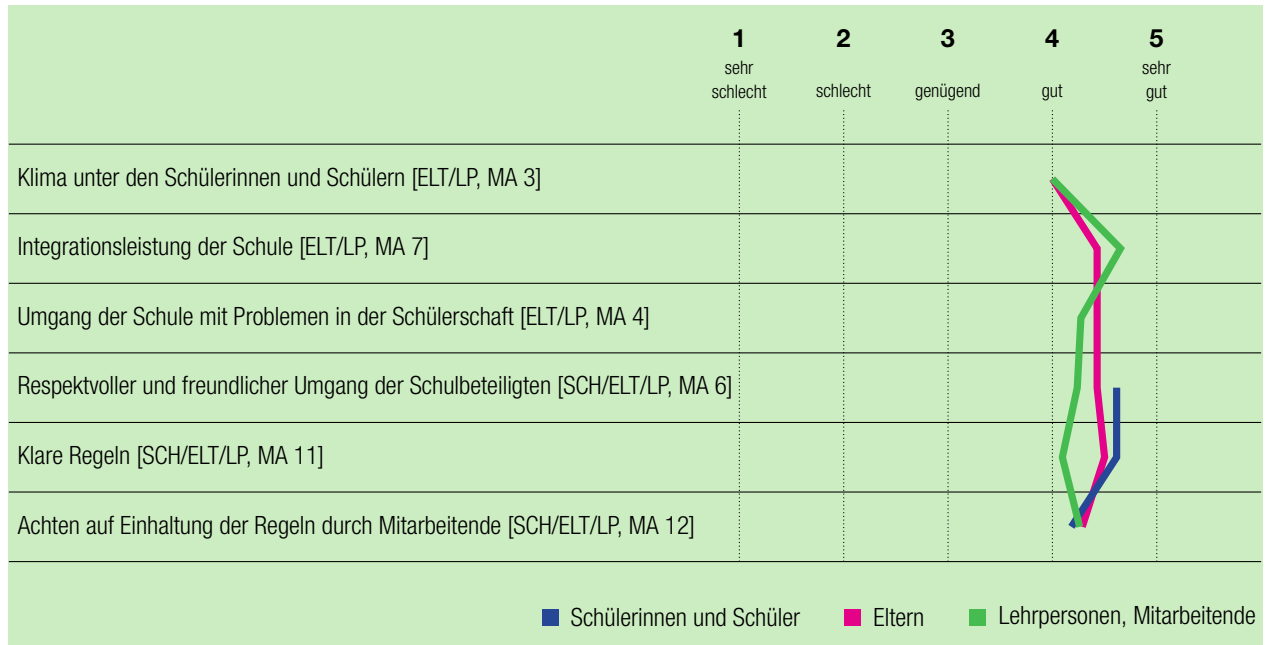 1 2 3 4 5
sehr schlecht schlecht genügend gut sehr gut
Klima unter den Schülerinnen und Schülern [ELT/LP, MA 3]
Integrationsleistung der Schule [ELT/LP, MA 7]
Umgang der Schule mit Problemen in der Schülerschaft [ELT/LP, MA 4]
Respektvoller und freundlicher Umgang der Schulbeteiligten [SCH/ELT/LP, MA 6]
Klare Regeln [SCH/ELT/LP, MA 11]
Achten auf Einhaltung der Regeln durch Mitarbeitende [SCH/ELT/LP, MA 12]
Schülerinnen und Schüler Eltern Lehrpersonen, Mitarbeitende